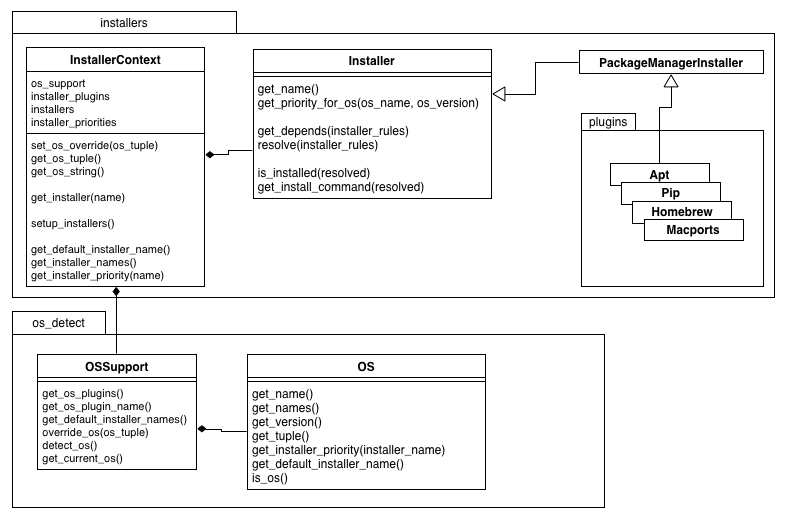 installers
InstallerContext
os_support
installer_plugins
installers
installer_priorities
set_os_override(os_tuple)
get_os_tuple()
get_os_string()
get_installer(name)
setup_installers()
get_default_installer_name()
get_installer_names()
get_installer_priority(name)
Installer
get_name()
get_priority_for_os(os_name, os_version)
get_depends(installer_rules)
resolve(installer_rules)
is_installed(resolved)
get_install_command(resolved)
PackageManagerInstaller
plugins
Apt
Pip
Homebrew
Macports
os_detect
OSSupport
get_os_plugins()
get_os_plugin_name()
get_default_installer_names()
override_os(os_tuple)
detect_os()
get_current_os()
OS
get_name()
get_names()
get_version()
get_tuple()
get_installer_priority(installer_name)
get_default_installer_name()
is_os()